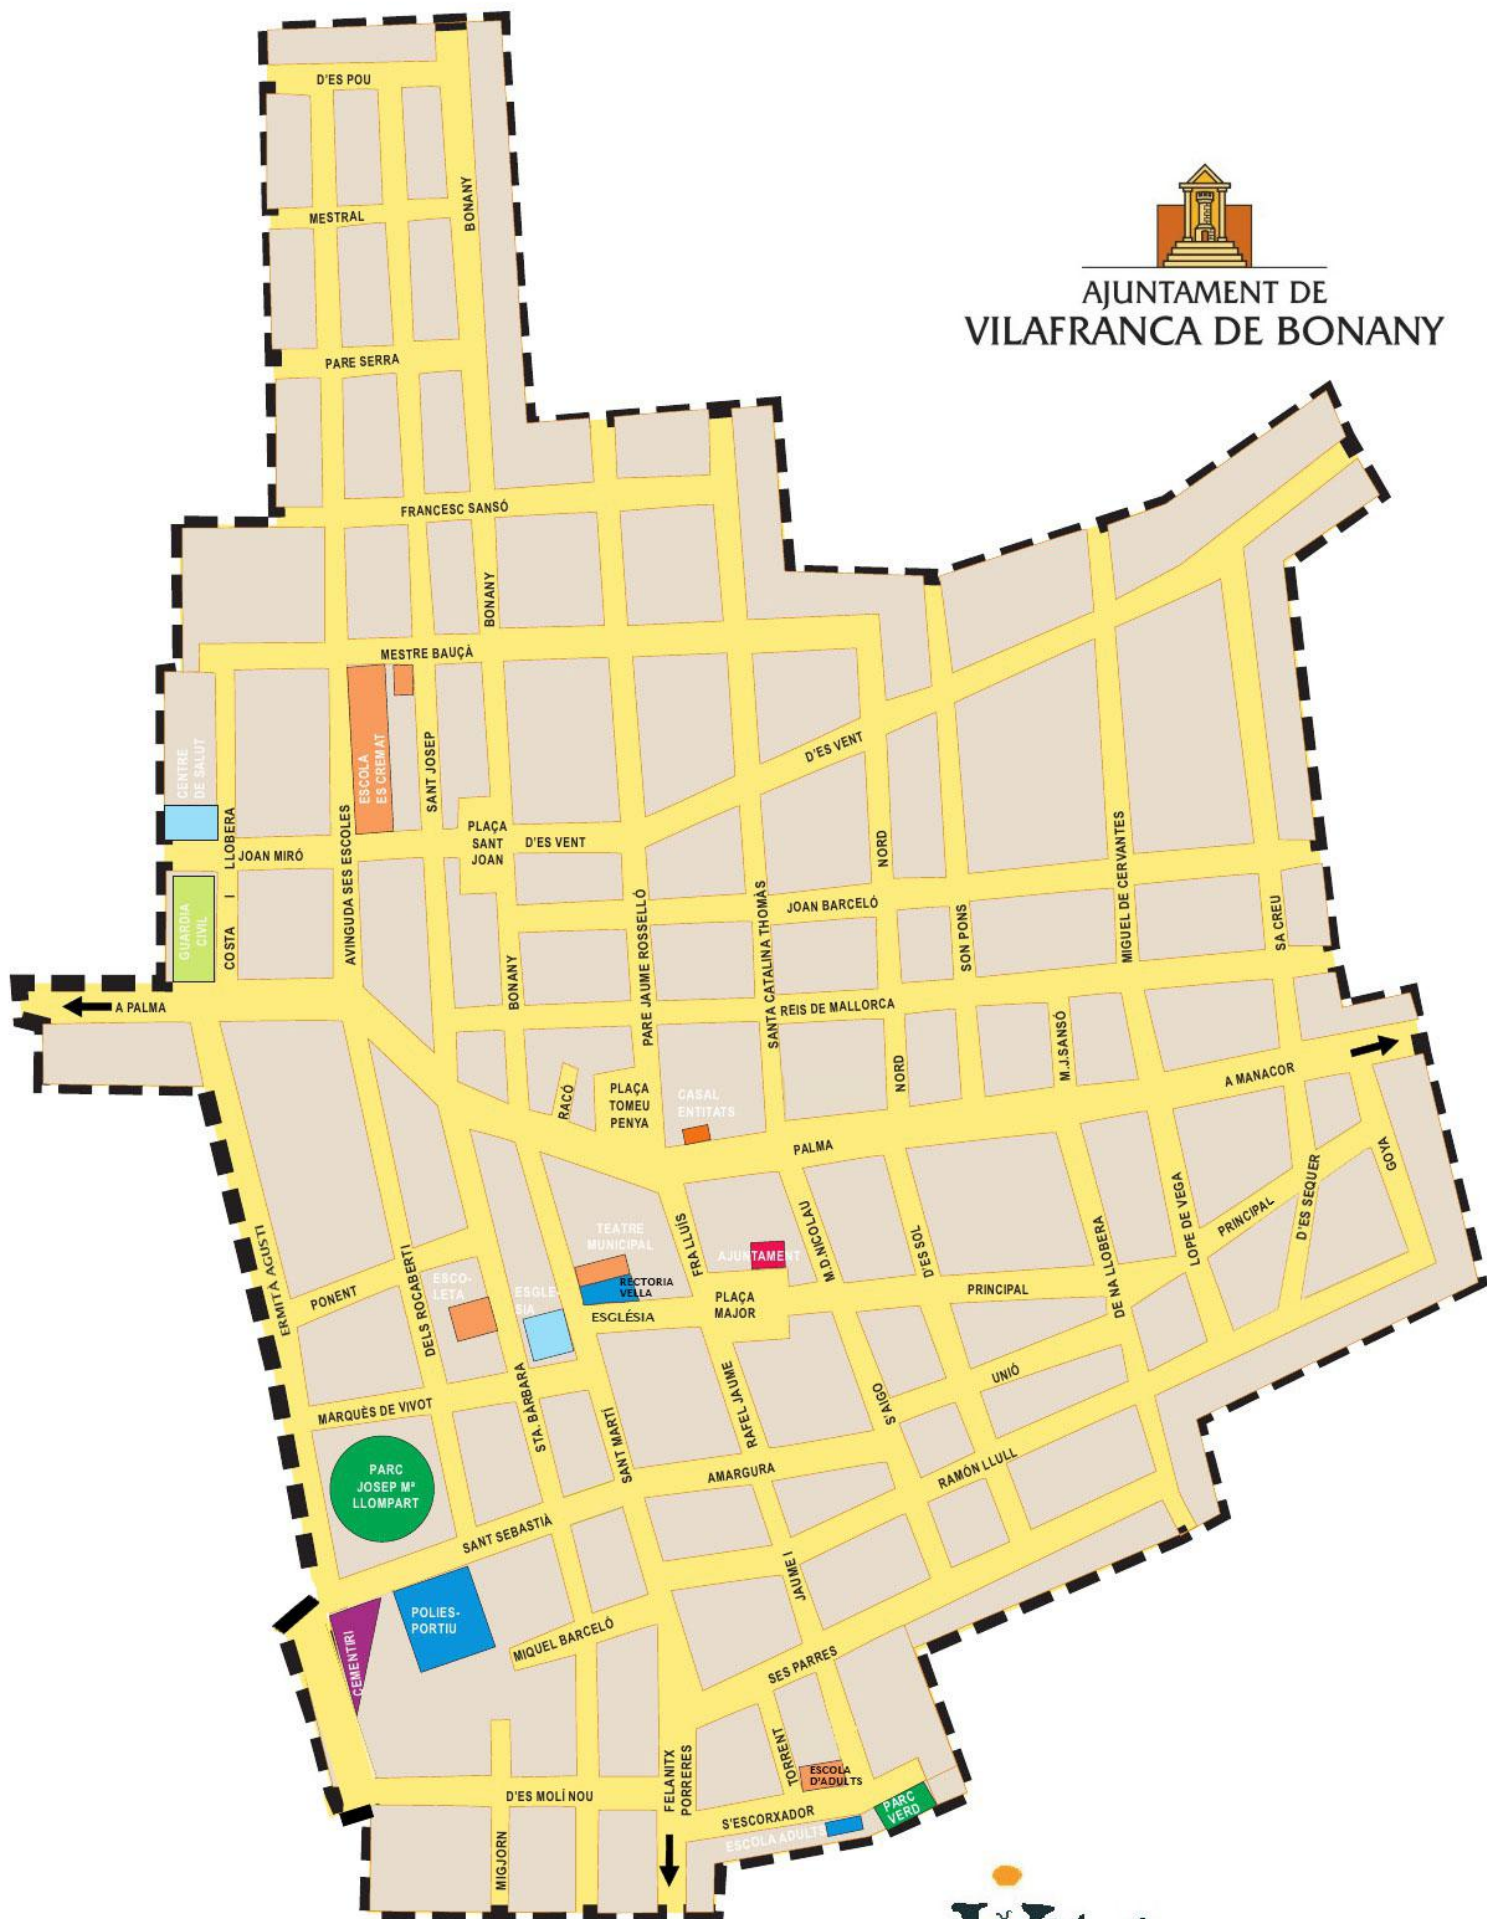 D'ES POU
BONANY
MESTRAL
AJUNTAMENT DE
VILAFRANCA DE BONANY
PARE SERRA
FRANCESC SANSÓ
BONANY
MESTRE BAUÇÀ
CENTRE
DE SALUT
ESCOLA
ES CREMAT
SANT JOSEP
D'ES VENT
COSTA I LLOBERA
JOAN MIRÓ
AVINGUDA SES ESCOLES
PLAÇA
SANT
JOAN
D'ES VENT
NORD
MIGUEL DE CERVANTES
GUARDIA
CIVIL
PARE JAUME ROSSELLÓ
SANTA CATALINA THOMÀS
JOAN BARCELÓ
SON PONS
SA CREU
BONANY
A PALMA
REIS DE MALLORCA
M.J.SANSÓ
NORD
A MANACOR
RACÓ
PLAÇA
TOMEU
PENYA
CASAL
ENTITATS
PALMA
GOYA
D'ES SEQUER
LOPE DE VEGA
PRINCIPAL
ERMITÀ AGUSTI
DELS ROCABERTI
TEATRE
MUNICIPAL
FRA LLUÍS
AJUNTAMENT
M.D.NICOLAU
D'ES SOL
DE NA LLOBERA
PONENT
ESCO-
LETA
ESGLE-
SIA
RECTORIA
VELLA
ESGLÉSIA
PLAÇA
MAJOR
PRINCIPAL
MARQUÈS DE VIVOT
STA. BÀRBARA
SANT MARTÍ
RAFEL JAUME
S'AIGO
UNIÓ
PARC
JOSEP Mª
LLOMPART
AMARGURA
RAMÓN LLULL
SANT SEBASTIÀ
JAUME I
POLIES-
PORTIU
CEMENTIRI
MIQUEL BARCELÓ
SES PARRES
TORRENT
FELANITX
PORRERES
ESCOLA
D'ADULTS
D'ES MOLÍ NOU
S'ESCORXADOR
PARC
VERD
ESCOLA ADULTS
MIGJORN